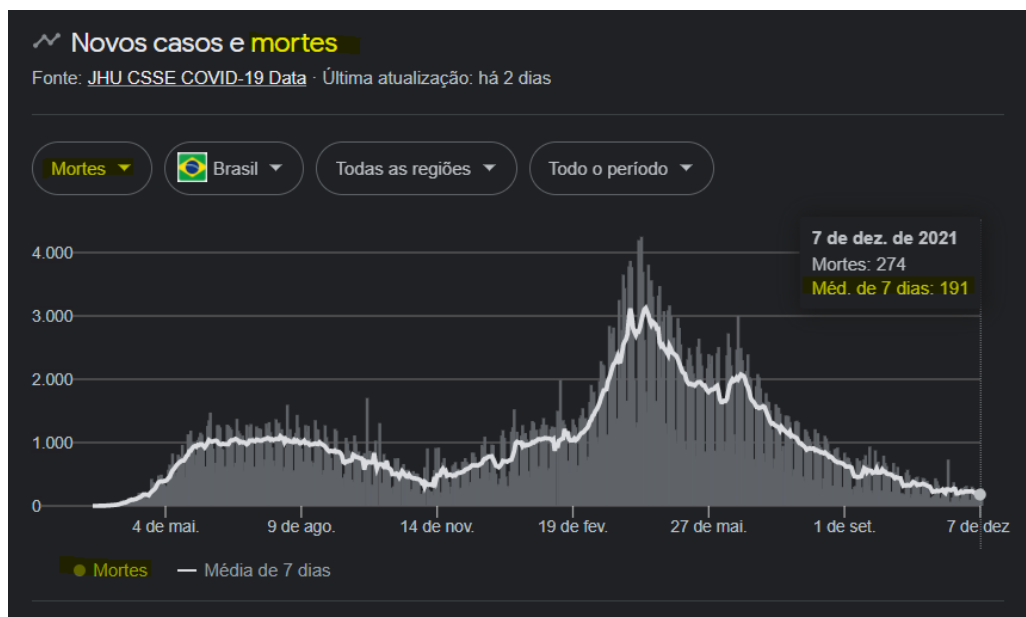 Novos casos e mortes
Fonte: JHU CSSE COVID-19 Data · Última atualização: há 2 dias
Mortes Brasil Todas as regiões Todo o período
7 de dez. de 2021
Mortes: 274
Méd. de 7 dias: 191
4.000
3.000
2.000
1.000
0
4 de mai. 9 de ago. 14 de nov. 19 de fev. 27 de mai. 1 de set. 7 de dez
Mortes Média de 7 dias